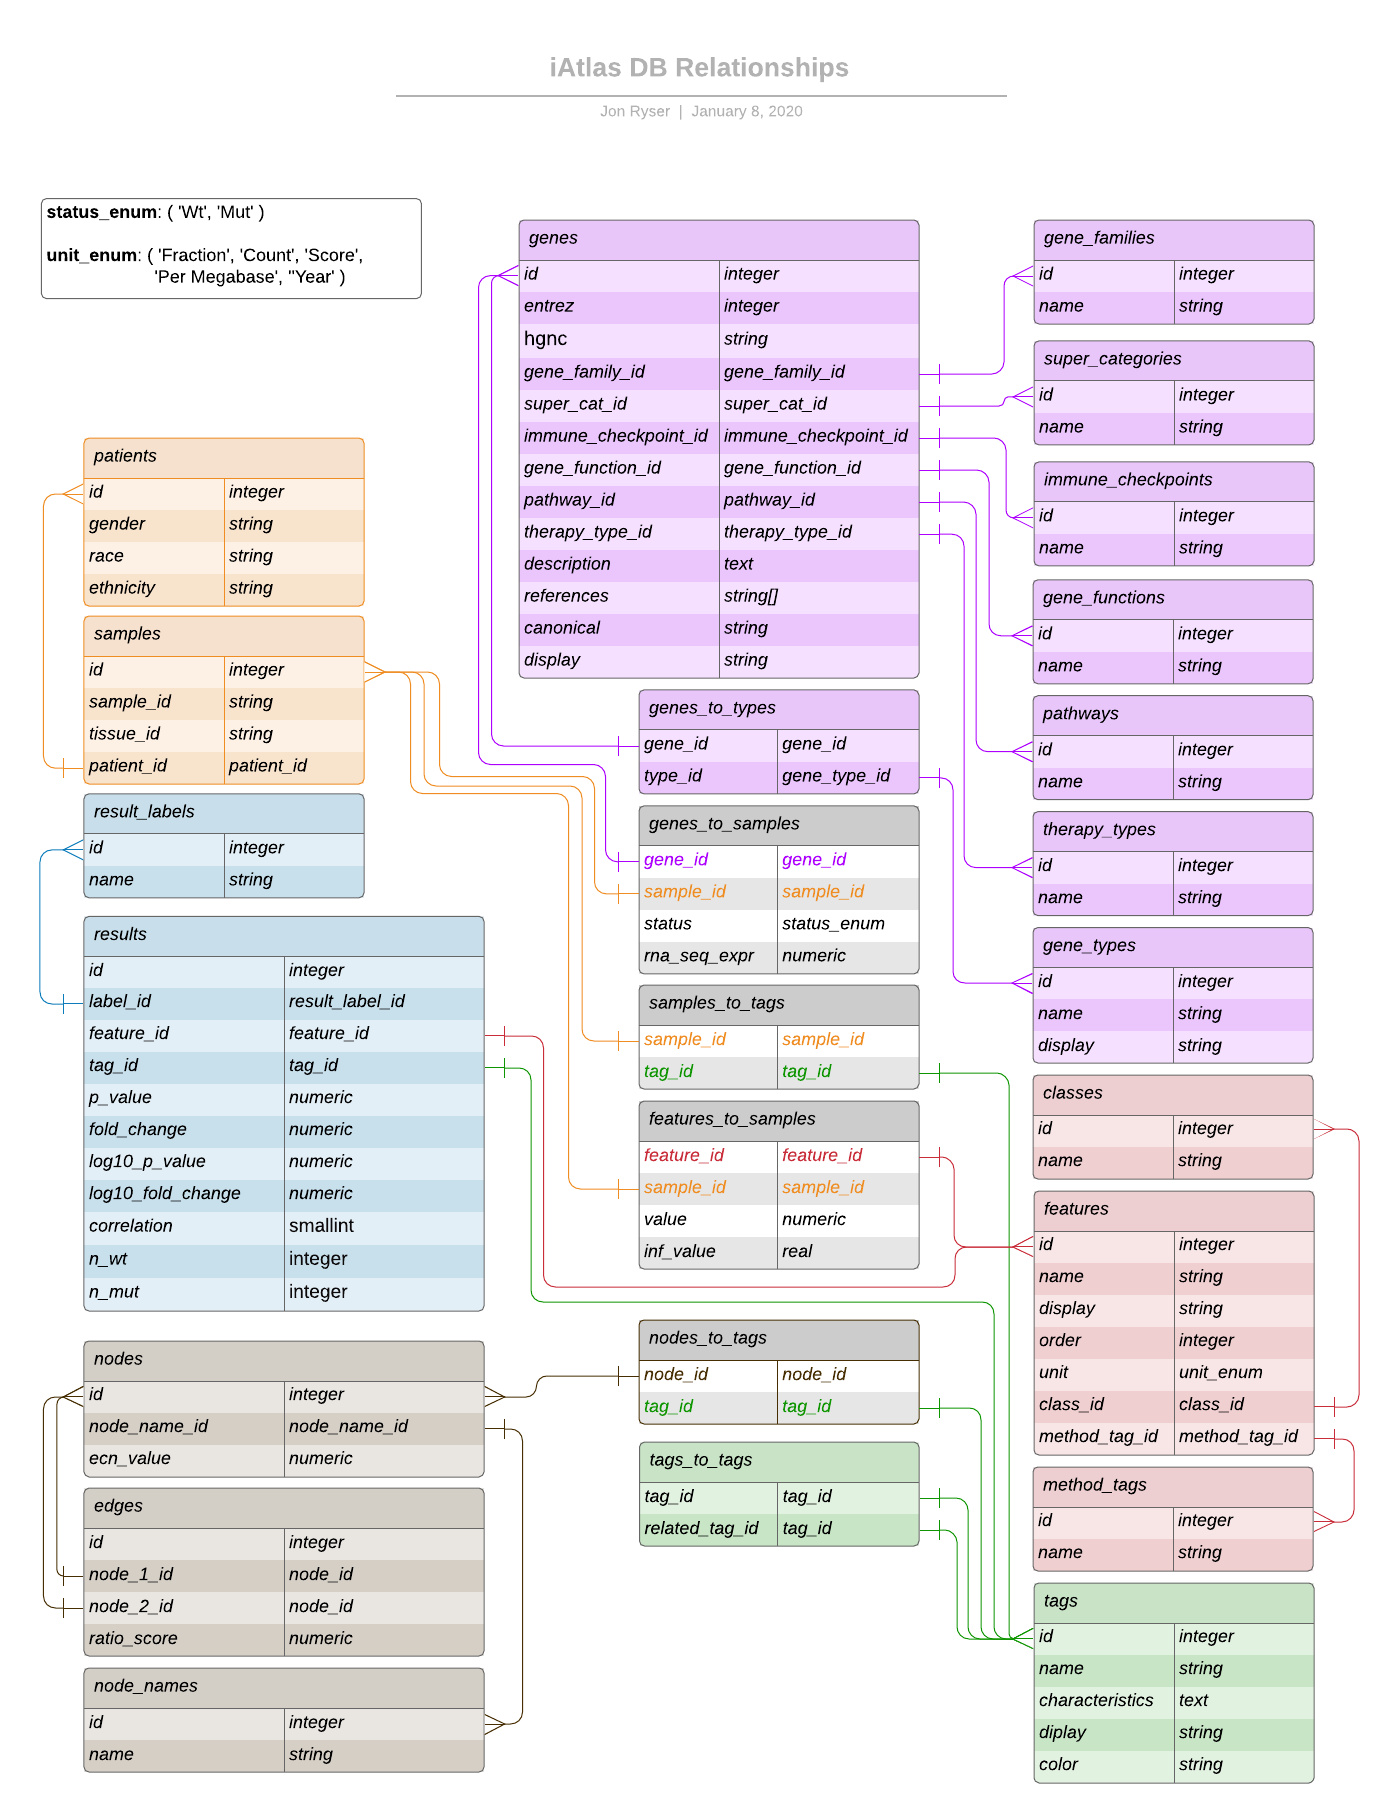 iAtlas DB Relationships
Jon Ryser | January 8, 2020
status_enum: ( 'Wt', 'Mut' )
unit_enum: ( 'Fraction', 'Count', 'Score',
'Per Megabase', ''Year' )
patients
id integer
gender string
race string
ethnicity string
samples
id integer
sample_id string
tissue_id string
patient_id patient_id
result_labels
id integer
name string
results
id integer
label_id result_label_id
feature_id feature_id
tag_id tag_id
p_value numeric
fold_change numeric
log10_p_value numeric
log10_fold_change numeric
correlation smallint
n_wt integer
n_mut integer
nodes
id integer
node_name_id node_name_id
ecn_value numeric
edges
id integer
node_1_id node_id
node_2_id node_id
ratio_score numeric
node_names
id integer
name string
genes
id integer
entrez integer
hgnc string
gene_family_id gene_family_id
super_cat_id super_cat_id
immune_checkpoint_id immune_checkpoint_id
gene_function_id gene_function_id
pathway_id pathway_id
therapy_type_id therapy_type_id
description text
references string[]
canonical string
display string
genes_to_types
gene_id gene_id
type_id gene_type_id
genes_to_samples
gene_id gene_id
sample_id sample_id
status status_enum
rna_seq_expr numeric
samples_to_tags
sample_id sample_id
tag_id tag_id
features_to_samples
feature_id feature_id
sample_id sample_id
value numeric
inf_value real
nodes_to_tags
node_id node_id
tag_id tag_id
tags_to_tags
tag_id tag_id
related_tag_id tag_id
gene_families
id integer
name string
super_categories
id integer
name string
immune_checkpoints
id integer
name string
gene_functions
id integer
name string
pathways
id integer
name string
therapy_types
id integer
name string
gene_types
id integer
name string
display string
classes
id integer
name string
features
id integer
name string
display string
order integer
unit unit_enum
class_id class_id
method_tag_id method_tag_id
method_tags
id integer
name string
tags
id integer
name string
characteristics text
diplay string
color string